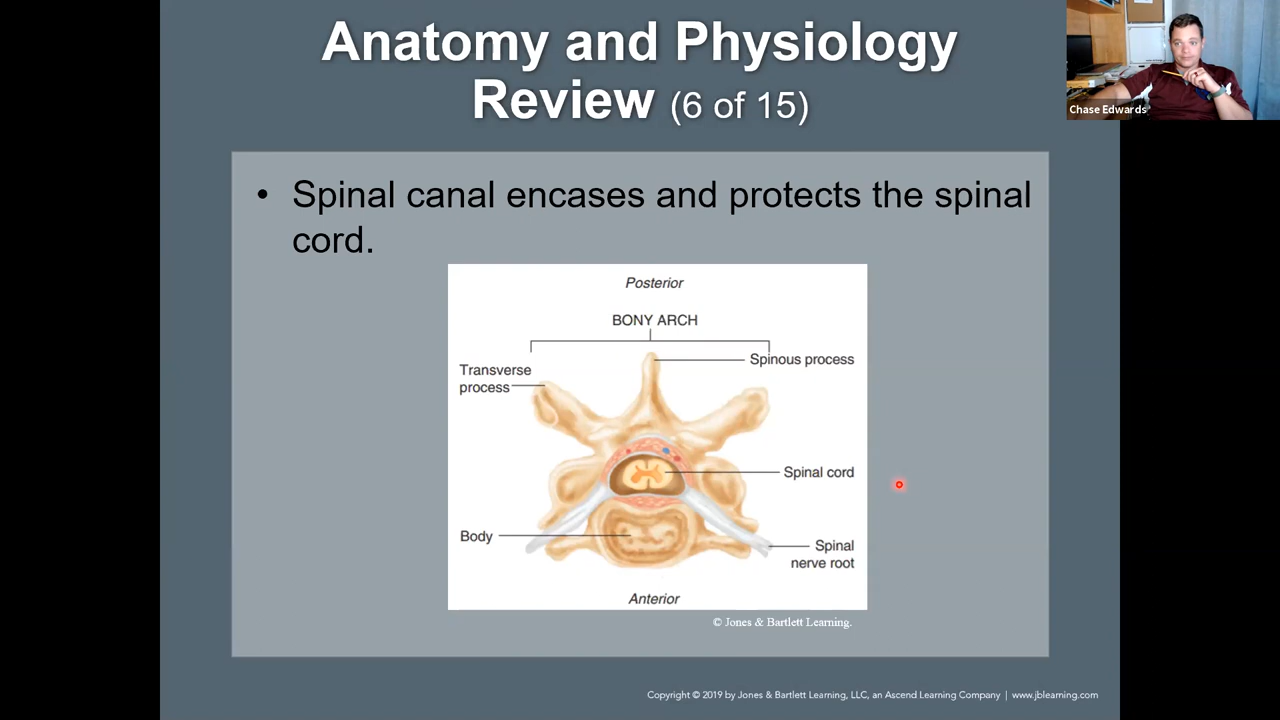 Anatomy and Physiology
Review (6 of 15)
Chase Edwards
• Spinal canal encases and protects the spinal
cord.
Posterior
BONY ARCH
Spinous process
Transverse
process
Spinal cord
Body
Spinal
nerve root
Anterior
© Jones & Bartlett Learning.
Copyright © 2019 by Jones & Bartlett Learning, LLC, an Ascend Learning Company | www.jblearning.com